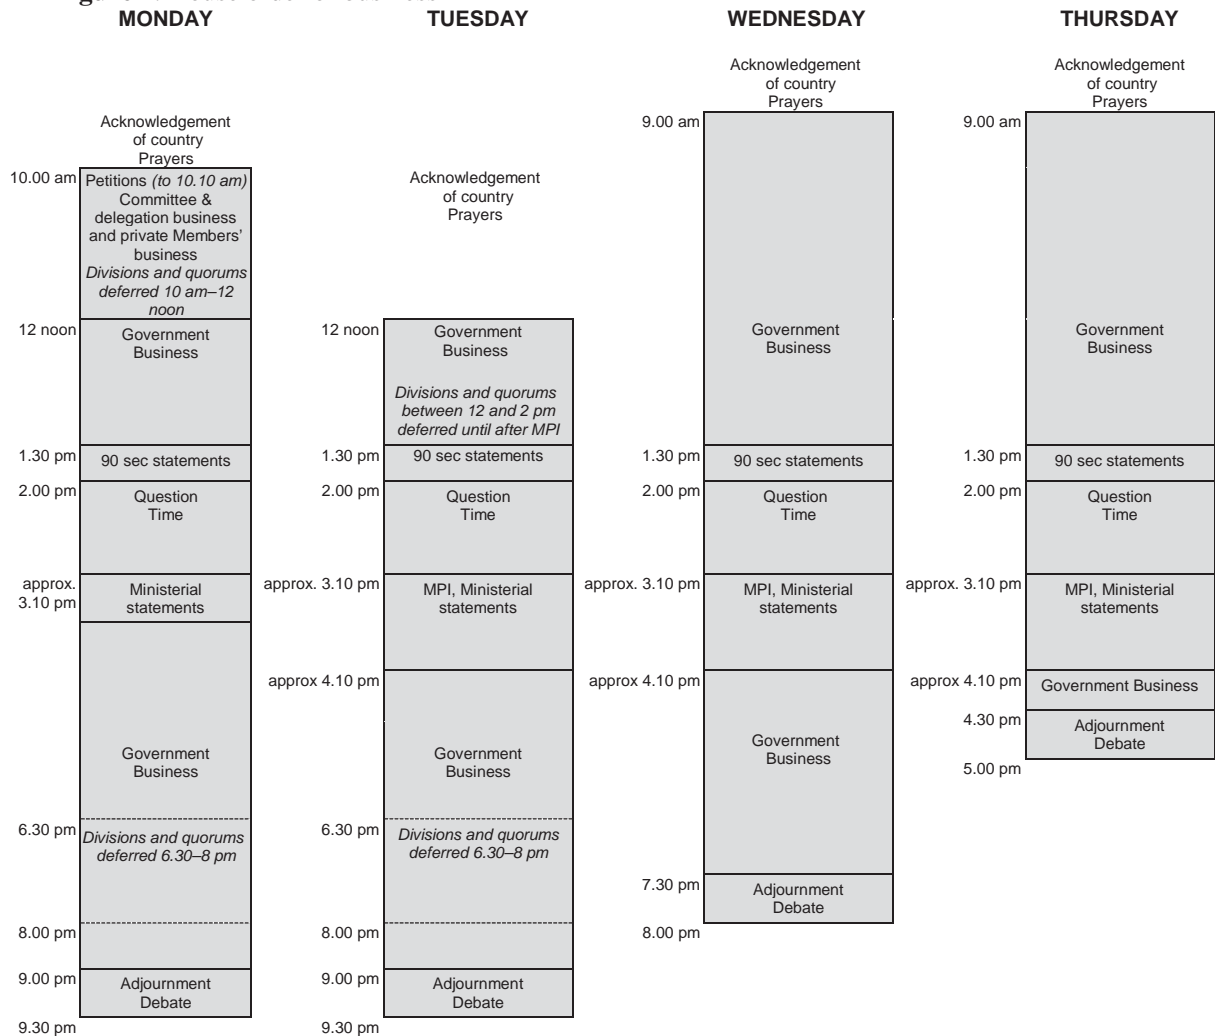 MONDAY
Acknowledgement
of country
Prayers
10.00 am
Petitions (to 10.10 am)
Committee &
delegation business
and private Members'
business
Divisions and quorums
deferred 10 am–12
noon
12 noon
Government
Business
1.30 pm
90 sec statements
2.00 pm
Question
Time
approx.
3.10 pm
Ministerial
statements
Government
Business
6.30 pm
Divisions and quorums
deferred 6.30–8 pm
8.00 pm
9.00 pm
Adjournment
Debate
9.30 pm
TUESDAY
Acknowledgement
of country
Prayers
12 noon
Government
Business
Divisions and quorums
between 12 and 2 pm
deferred until after MPI
1.30 pm
90 sec statements
2.00 pm
Question
Time
approx. 3.10 pm
MPI, Ministerial
statements
approx 4.10 pm
Government
Business
6.30 pm
Divisions and quorums
deferred 6.30–8 pm
8.00 pm
9.00 pm
Adjournment
Debate
9.30 pm
WEDNESDAY
Acknowledgement
of country
Prayers
9.00 am
Government
Business
1.30 pm
90 sec statements
2.00 pm
Question
Time
approx. 3.10 pm
MPI, Ministerial
statements
approx 4.10 pm
Government
Business
7.30 pm
Adjournment
Debate
8.00 pm
THURSDAY
Acknowledgement
of country
Prayers
9.00 am
Government
Business
1.30 pm
90 sec statements
2.00 pm
Question
Time
approx. 3.10 pm
MPI, Ministerial
statements
approx 4.10 pm
Government Business
4.30 pm
Adjournment
Debate
5.00 pm